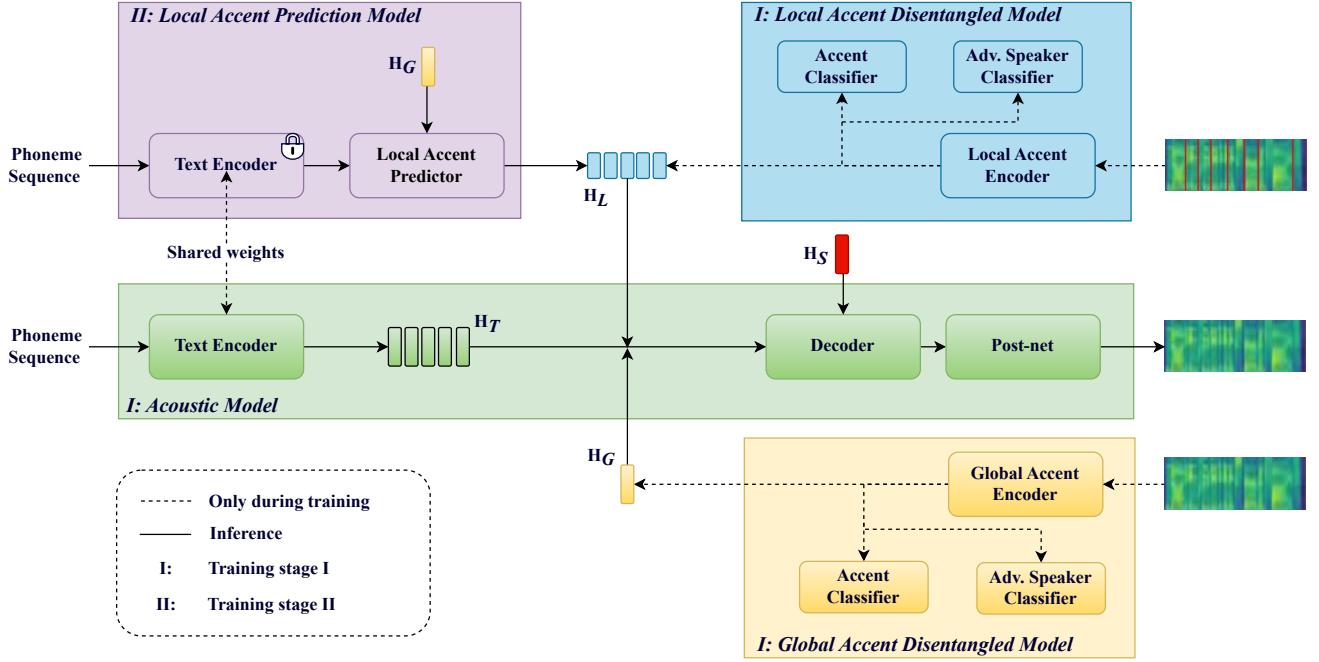 II: Local Accent Prediction Model
H_G
Phoneme
Sequence
Text Encoder
Local Accent
Predictor
I: Local Accent Disentangled Model
Accent
Classifier
Adv. Speaker
Classifier
Local Accent
Encoder
H_L
Shared weights
H_S
Phoneme
Sequence
Text Encoder
H_T
Decoder
Post-net
I: Acoustic Model
H_G
Global Accent
Encoder
Accent
Classifier
Adv. Speaker
Classifier
I: Global Accent Disentangled Model
Only during training
Inference
I: Training stage I
II: Training stage II